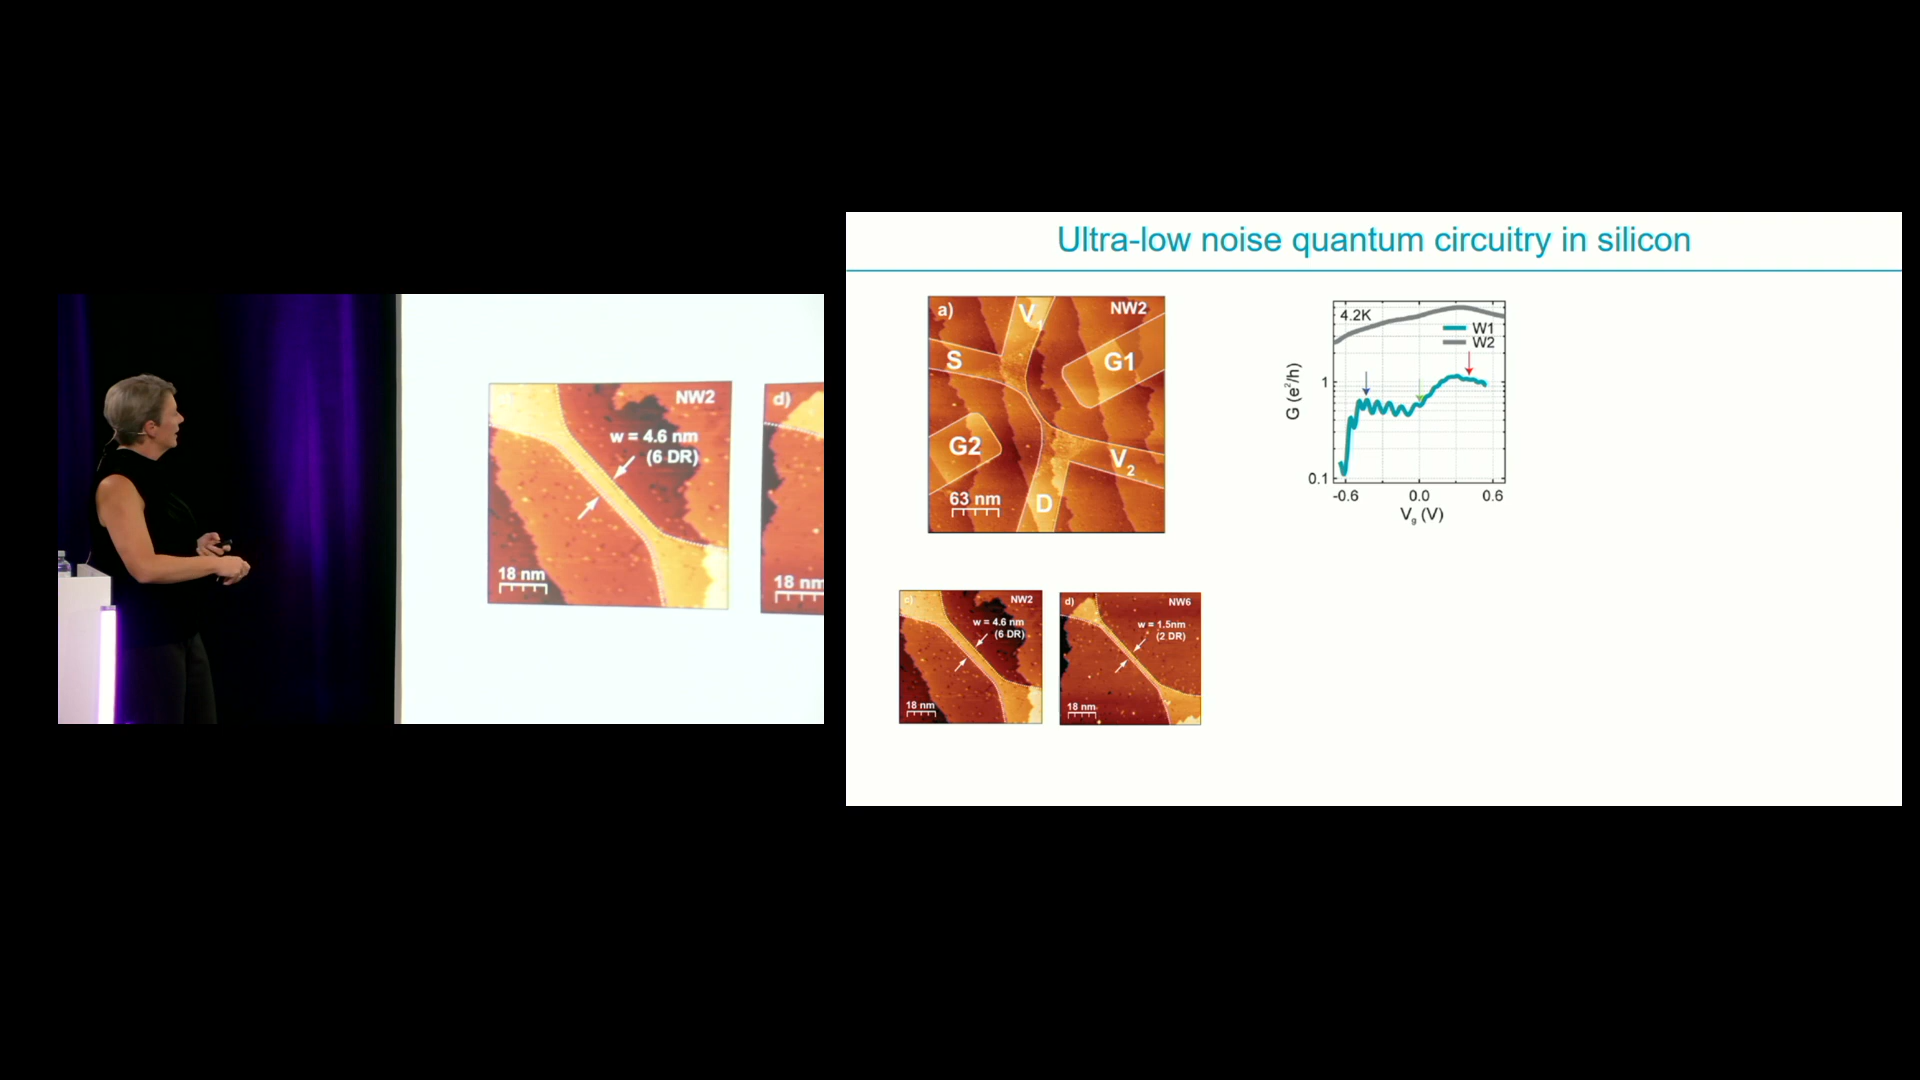 NW2
w = 4.6 nm
(6 DR)
18 nm
d)
18 nm
Ultra-low noise quantum circuitry in silicon
a)
V1
NW2
S
G1
G2
V2
63 nm
D
4.2K
W1
W2
G (e²/h)
1
0.1
-0.6
0.0
0.6
Vg (V)
c)
NW2
w = 4.6 nm
(6 DR)
18 nm
d)
NW6
w = 1.5nm
(2 DR)
18 nm